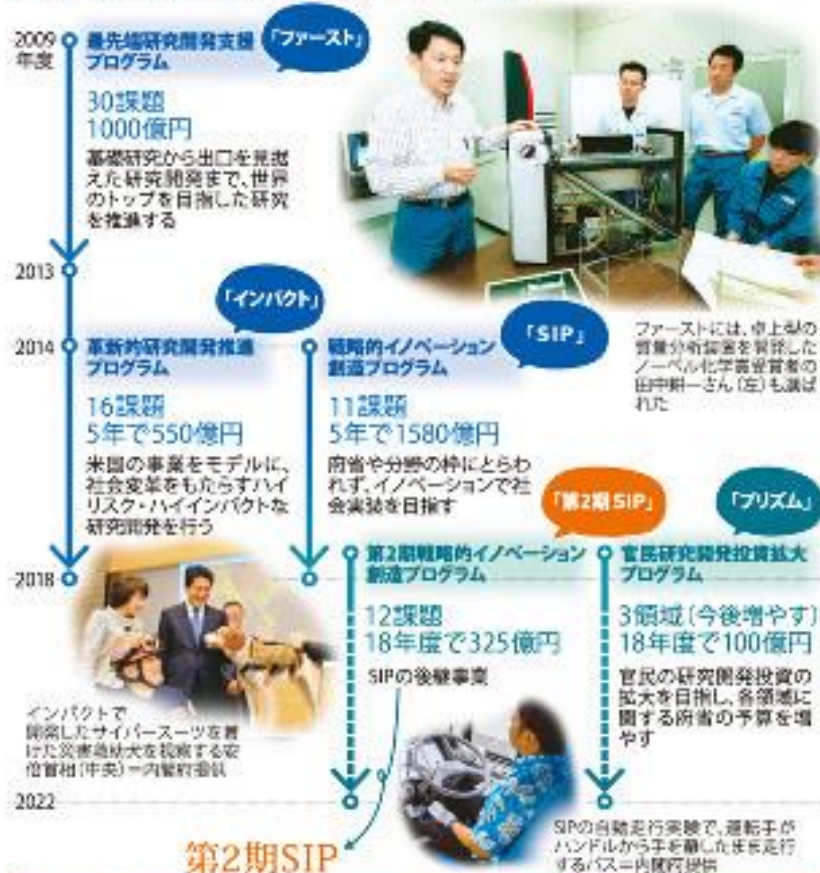 2009
年度
最先端研究開発支援
プログラム
「ファースト」
30課題
1000億円
基礎研究から出口を見据
えた研究開発まで、世界
のトップを目指した研究
を推進する
ファーストには、卓上型の
質量分析装置を開発した
ノーベル化学賞受賞者の
田中耕一さん(左)も選ば
れた
2013
2014
「インパクト」
革新的研究開発推進
プログラム
16課題
5年で550億円
米国の事業をモデルに、
社会変革をもたらすハイ
リスク・ハイインパクトな
研究開発を行う
「SIP」
戦略的イノベーション
創造プログラム
11課題
5年で1580億円
府省や分野の枠にとらわ
れず、イノベーションで社
会実装を目指す
2018
インパクトで
開発したサイバースーツを着
けた災害救助犬を視察する安
倍首相(中央)=内閣府提供
「第2期SIP」
第2期戦略的イノベーション
創造プログラム
12課題
18年度で325億円
SIPの後継事業
「プリズム」
官民研究開発投資拡大
プログラム
3領域(今後増やす)
18年度で100億円
官民の研究開発投資の
拡大を目指し、各領域に
関する府省の予算を増
やす
2022
第2期SIP
SIPの自動走行実験で、運転手が
ハンドルから手を離したまま走行
するバス=内閣府提供